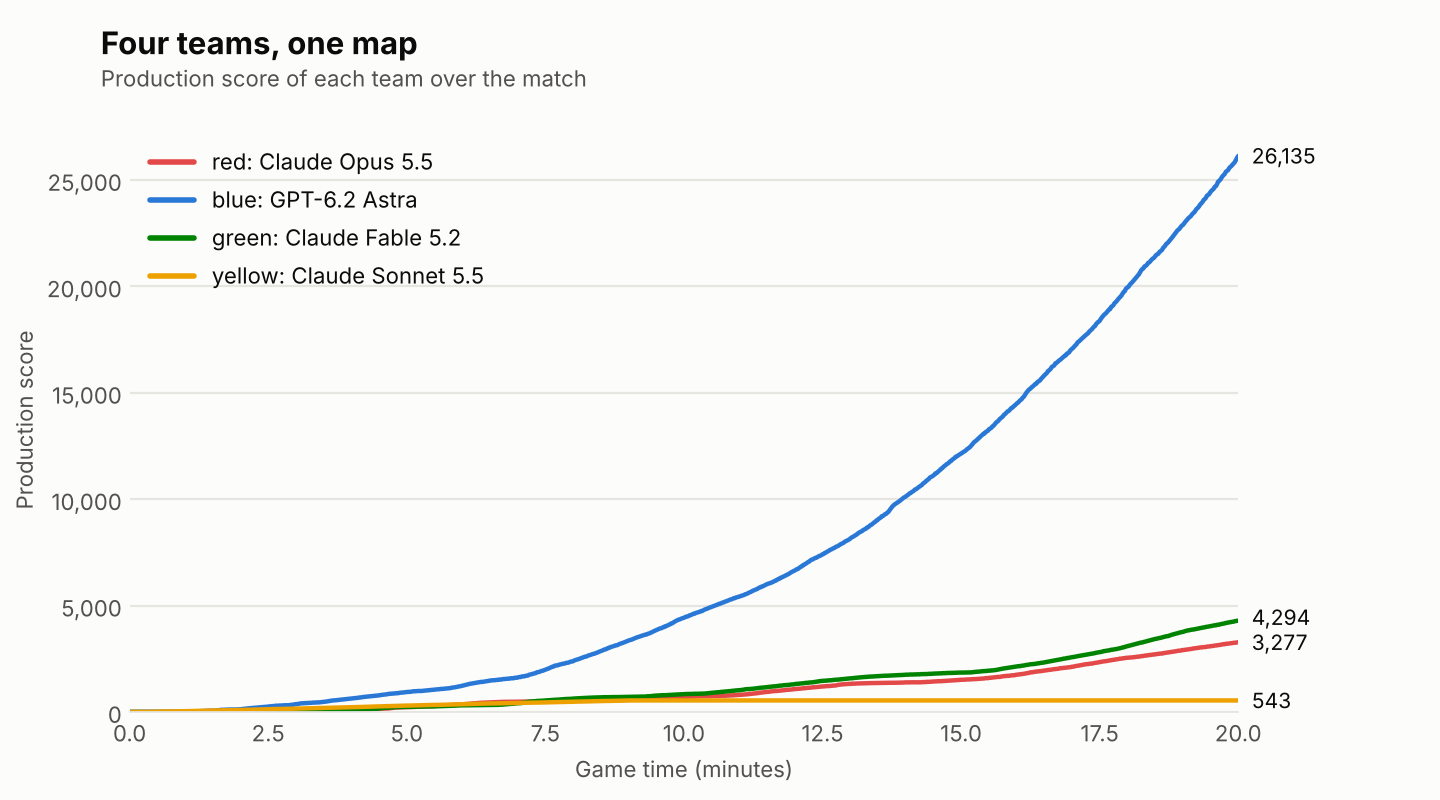 Four teams, one map
Production score of each team over the match
red: Claude Opus 5.5
blue: GPT-6.2 Astra
green: Claude Fable 5.2
yellow: Claude Sonnet 5.5
Production score
25,000
20,000
15,000
10,000
5,000
0
26,135
4,294
3,277
543
0.0 2.5 5.0 7.5 10.0 12.5 15.0 17.5 20.0
Game time (minutes)